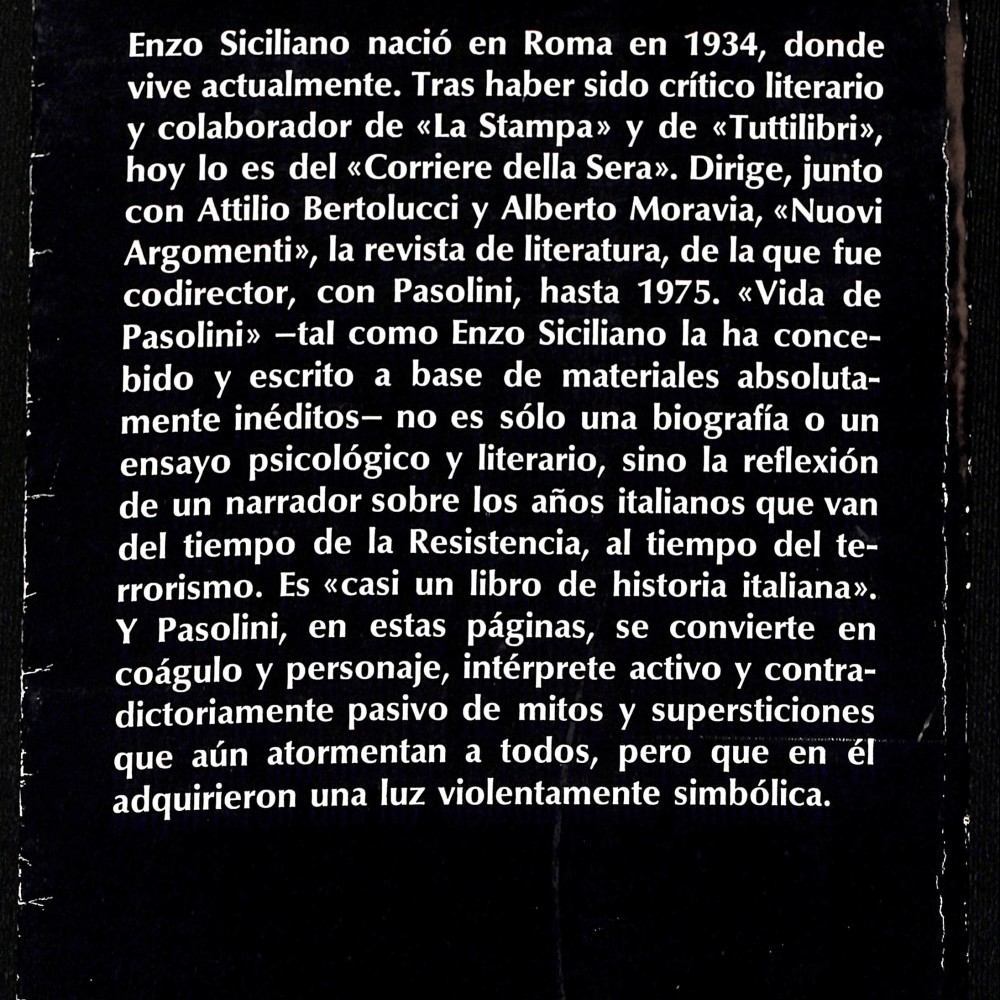 Enzo Siciliano nació en Roma en 1934, donde
vive actualmente. Tras haber sido crítico literario
y colaborador de «La Stampa» y de «Tuttilibri»,
hoy lo es del «Corriere della Sera». Dirige, junto
con Attilio Bertolucci y Alberto Moravia, «Nuovi
Argomenti», la revista de literatura, de la que fue
codirector, con Pasolini, hasta 1975. «Vida de
Pasolini» —tal como Enzo Siciliano la ha conce-
bido y escrito a base de materiales absoluta-
mente inéditos— no es sólo una biografía o un
ensayo psicológico y literario, sino la reflexión
de un narrador sobre los años italianos que van
del tiempo de la Resistencia, al tiempo del te-
rrorismo. Es «casi un libro de historia italiana».
Y Pasolini, en estas páginas, se convierte en
coágulo y personaje, intérprete activo y contra-
dictoriamente pasivo de mitos y supersticiones
que aún atormentan a todos, pero que en él
adquirieron una luz violentamente simbólica.